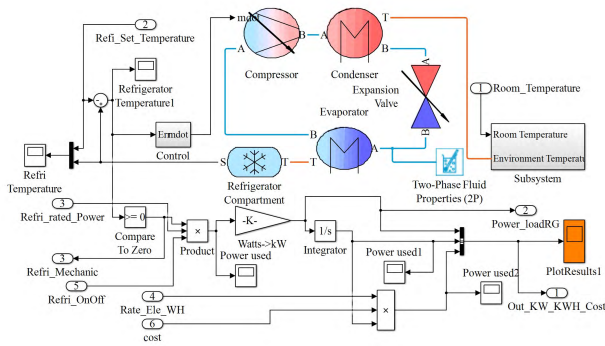 2
Refi_Set_Temperature
mdot
A
B
Compressor
A
T
B
Condenser
Expansion
Valve
A
B
1
Room_Temperature
Room Temperature
Environment Temperatu
Subsystem
Refrigerator
Temperature1
Errmdot
Control
Evaporator
B
A
Refri
Temperature
S
T
T
Refrigerator
Compartment
Two-Phase Fluid
Properties (2P)
3
Refri_rated_Power
>= 0
Compare
To Zero
×
Product
-K-
Watts->kW
1/s
Integrator
2
Power_loadRG
3
Refri_Mechanic
5
Refri_OnOff
Power used
Power used1
Power used2
PlotResults1
1
Out_KW_KWH_Cost
4
Rate_Ele_WH
6
cost
×